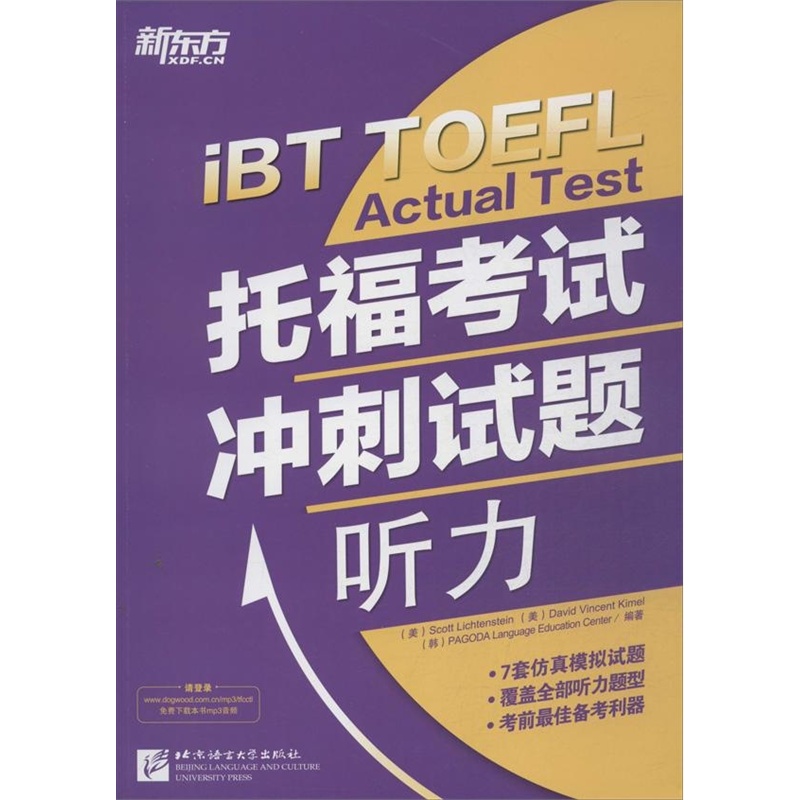 新东方
XDF.CN
iBT TOEFL
Actual Test
托福考试
冲刺试题
听力
（美）Scott Lichtenstein （美）David Vincent Kimel
（韩）PAGODA Language Education Center / 编著
·7套仿真模拟试题
·覆盖全部听力题型
·考前最佳备考利器
·请登录·
www.dogwood.com.cn/mp3/tfcctl
免费下载本书mp3音频
北京语言大学出版社
BEIJING LANGUAGE AND CULTURE
UNIVERSITY PRESS